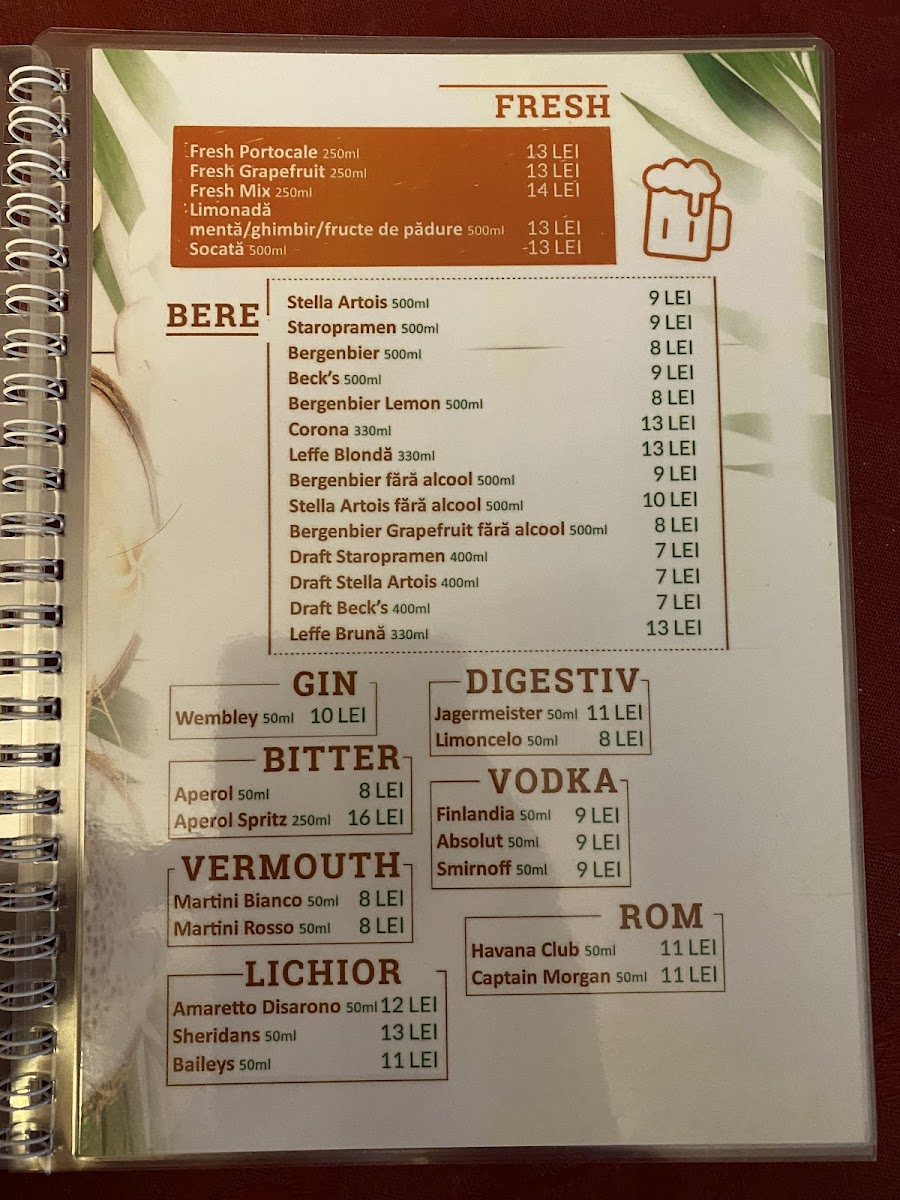 FRESH
Fresh Portocale 250ml 13 LEI
Fresh Grapefruit 250ml 13 LEI
Fresh Mix 250ml 14 LEI
Limonadă
mentă/ghimbir/fructe de pădure 500ml 13 LEI
Socată 500ml 13 LEI
BERE
Stella Artois 500ml 9 LEI
Staropramen 500ml 9 LEI
Bergenbier 500ml 8 LEI
Beck's 500ml 9 LEI
Bergenbier Lemon 500ml 8 LEI
Corona 330ml 13 LEI
Leffe Blondă 330ml 13 LEI
Bergenbier fără alcool 500ml 9 LEI
Stella Artois fără alcool 500ml 10 LEI
Bergenbier Grapefruit fără alcool 500ml 8 LEI
Draft Staropramen 400ml 7 LEI
Draft Stella Artois 400ml 7 LEI
Draft Beck's 400ml 7 LEI
Leffe Brună 330ml 13 LEI
GIN
Wembley 50ml 10 LEI
BITTER
Aperol 50ml 8 LEI
Aperol Spritz 250ml 16 LEI
VERMOUTH
Martini Bianco 50ml 8 LEI
Martini Rosso 50ml 8 LEI
LICHIOR
Amaretto Disarono 50ml 12 LEI
Sheridans 50ml 13 LEI
Baileys 50ml 11 LEI
DIGESTIV
Jagermeister 50ml 11 LEI
Limoncelo 50ml 8 LEI
VODKA
Finlandia 50ml 9 LEI
Absolut 50ml 9 LEI
Smirnoff 50ml 9 LEI
ROM
Havana Club 50ml 11 LEI
Captain Morgan 50ml 11 LEI